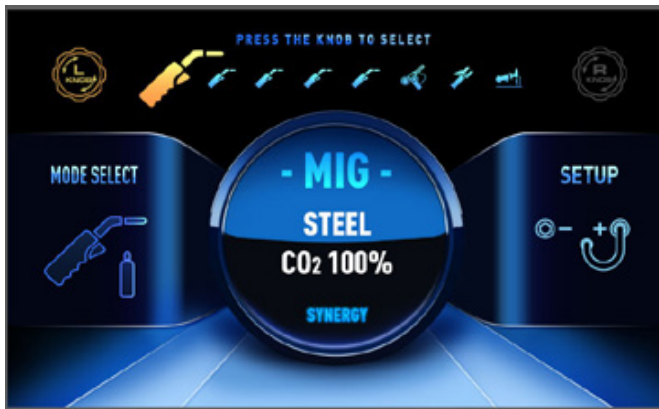 PRESS THE KNOB TO SELECT
L
KNOB
R
KNOB
MODE SELECT
- MIG -
SETUP
STEEL
CO2 100%
- +
SYNERGY